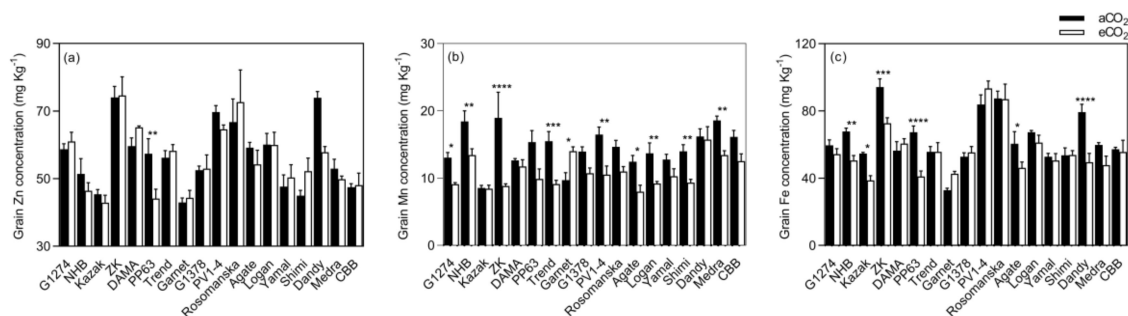 aCO2
eCO2
(a)
Grain Zn concentration (mg Kg-1)
90
70
50
30
**
G1274
NHB
Kazak
ZK
DAMA
PP63
Trend
Garnet
G1378
PV1-4
Rosomanska
Agate
Logan
Yamal
Shimi
Dandy
Medra
CBB
(b)
Grain Mn concentration (mg Kg-1)
30
20
10
0
*
**
****
***
*
**
*
**
**
**
G1274
NHB
Kazak
ZK
DAMA
PP63
Trend
Garnet
G1378
PV1-4
Rosomanska
Agate
Logan
Yamal
Shimi
Dandy
Medra
CBB
(c)
Grain Fe concentration (mg Kg-1)
120
80
40
0
**
*
***
****
*
****
G1274
NHB
Kazak
ZK
DAMA
PP63
Trend
Garnet
G1378
PV1-4
Rosomanska
Agate
Logan
Yamal
Shimi
Dandy
Medra
CBB